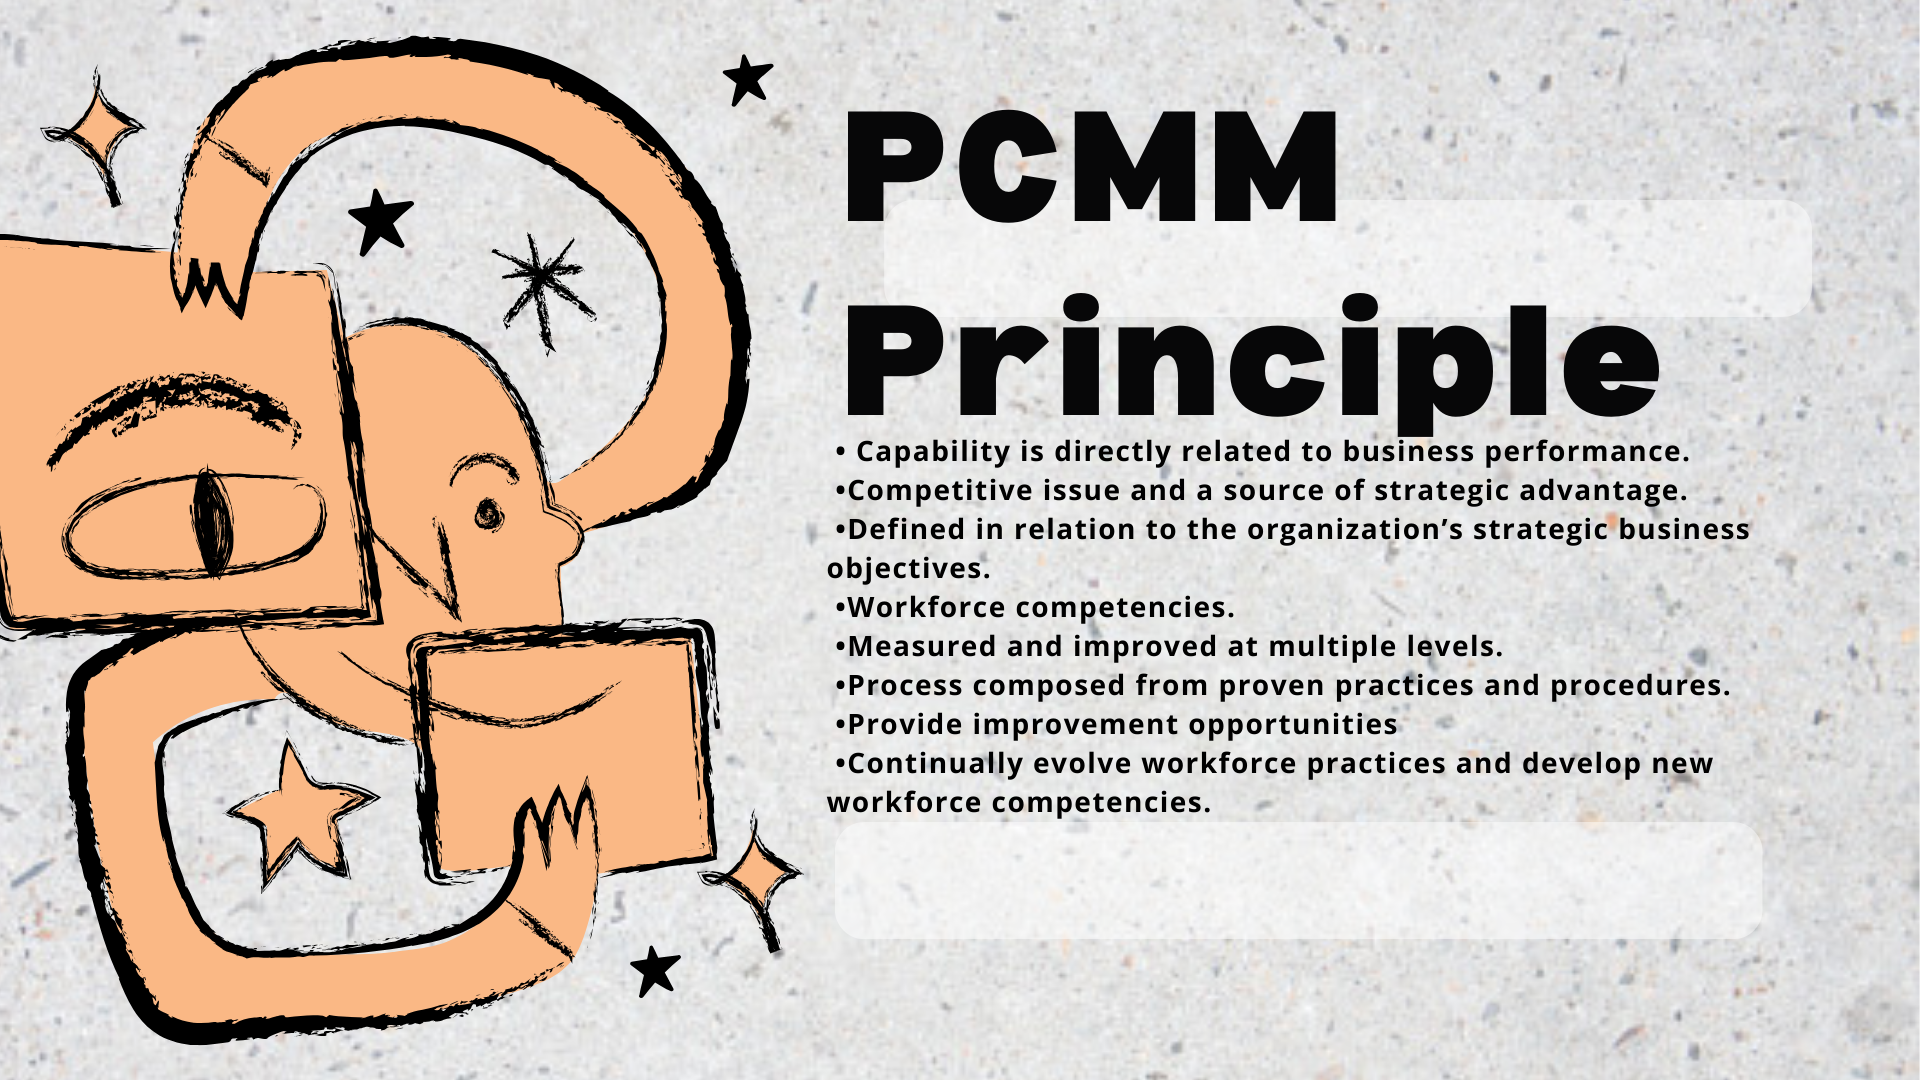 PCMM
Principle
• Capability is directly related to business performance.
•Competitive issue and a source of strategic advantage.
•Defined in relation to the organization’s strategic business
objectives.
•Workforce competencies.
•Measured and improved at multiple levels.
•Process composed from proven practices and procedures.
•Provide improvement opportunities
•Continually evolve workforce practices and develop new
workforce competencies.